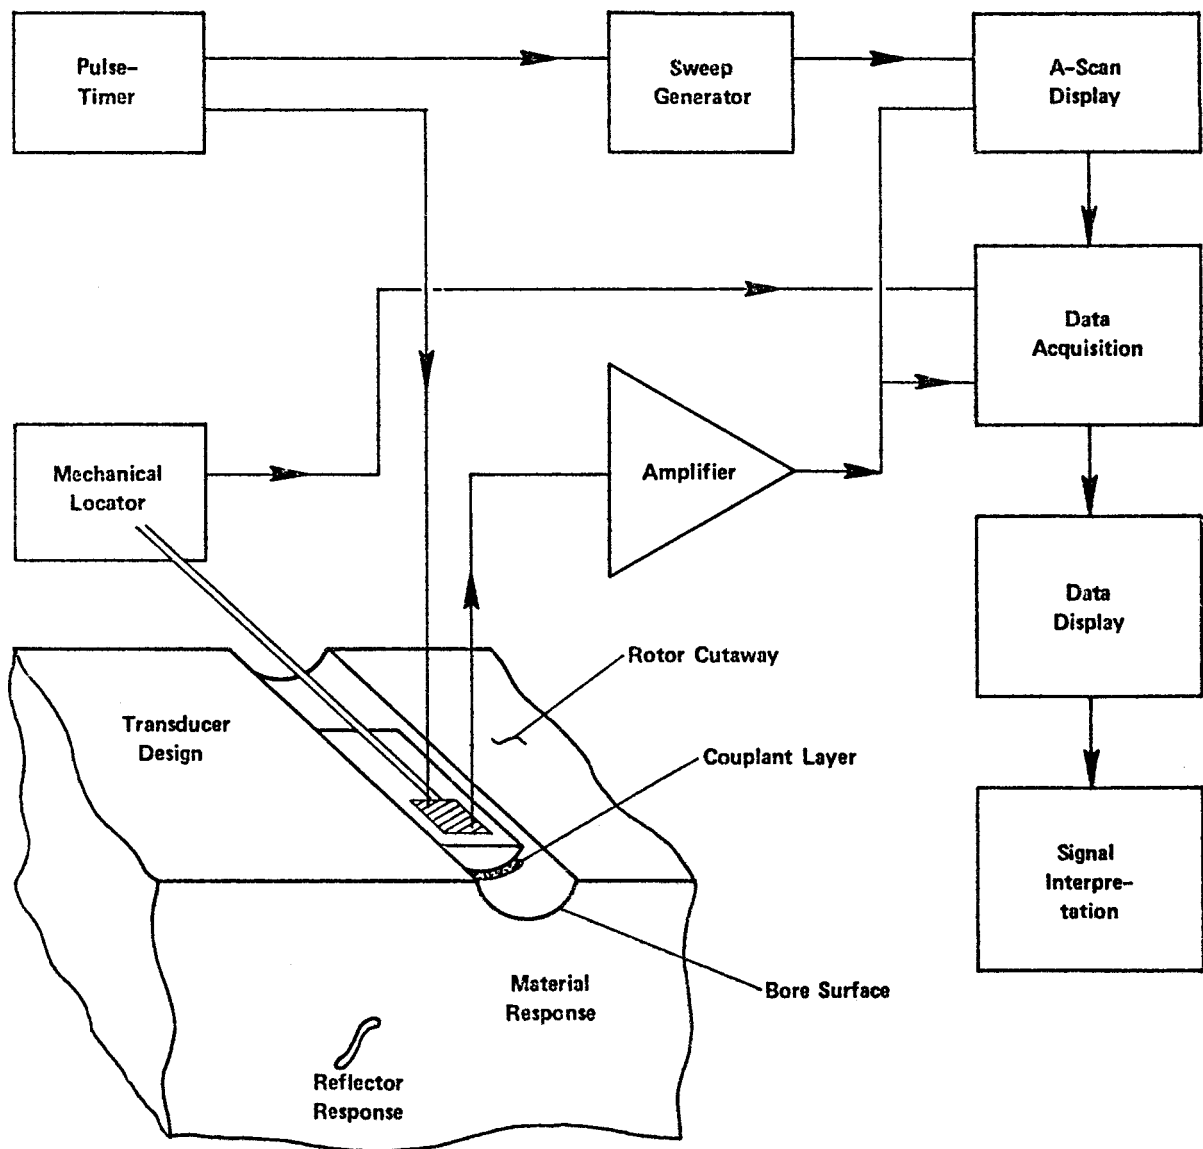 Pulse-
Timer
Sweep
Generator
A-Scan
Display
Data
Acquisition
Mechanical
Locator
Amplifier
Data
Display
Rotor Cutaway
Transducer
Design
Couplant Layer
Signal
Interpre-
tation
Material
Response
Bore Surface
Reflector
Response